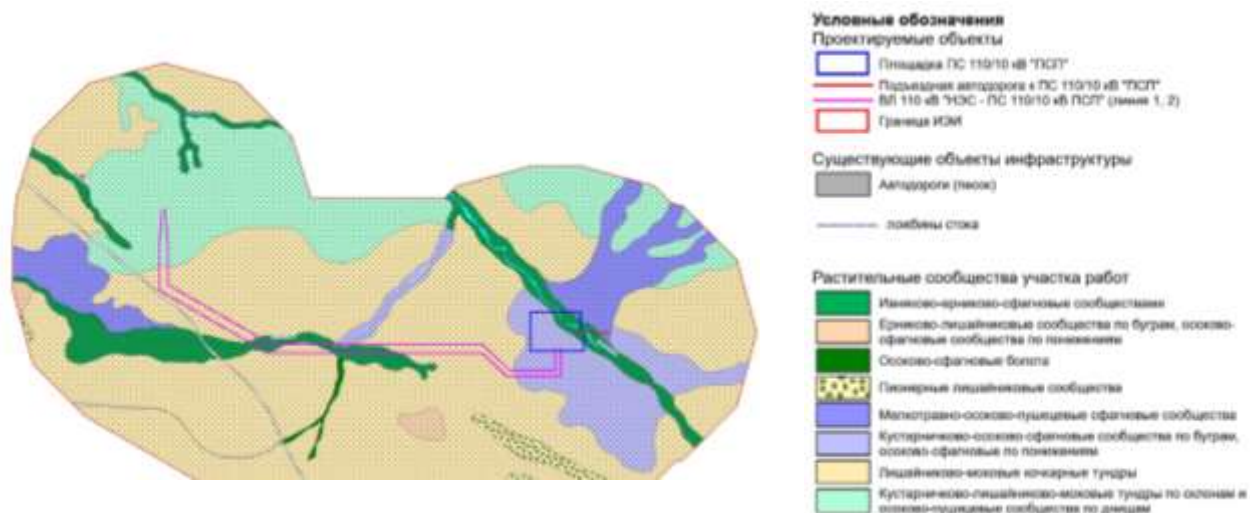 Условные обозначения
Проектируемые объекты
Площадка ПС 110/10 кВ "ПСП"
Подъездная автодорога к ПС 110/10 кВ "ПСП"
ВЛ 110 кВ "НЭС - ПС 110/10 кВ ПСП" (линия 1, 2)
Граница ИЭИ
Существующие объекты инфраструктуры
Автодороги (песок)
ложбины стока
Растительные сообщества участка работ
Ивняково-ерниково-сфагновые сообществами
Ерниково-лишайниковые сообщества по буграм, осоково-
сфагновые сообщества по понижениям
Осоково-сфагновые болота
Пионерные лишайниковые сообщества
Мелкотравно-осоково-пушицевые сфагновые сообщества
Кустарничково-осоково-сфагновые сообщества по буграм,
осоково-сфагновые по понижениям
Лишайниково-моховые кочкарные тундры
Кустарничково-лишайниково-моховые тундры по склонам и
осоково-пушицевые сообщества по днищам